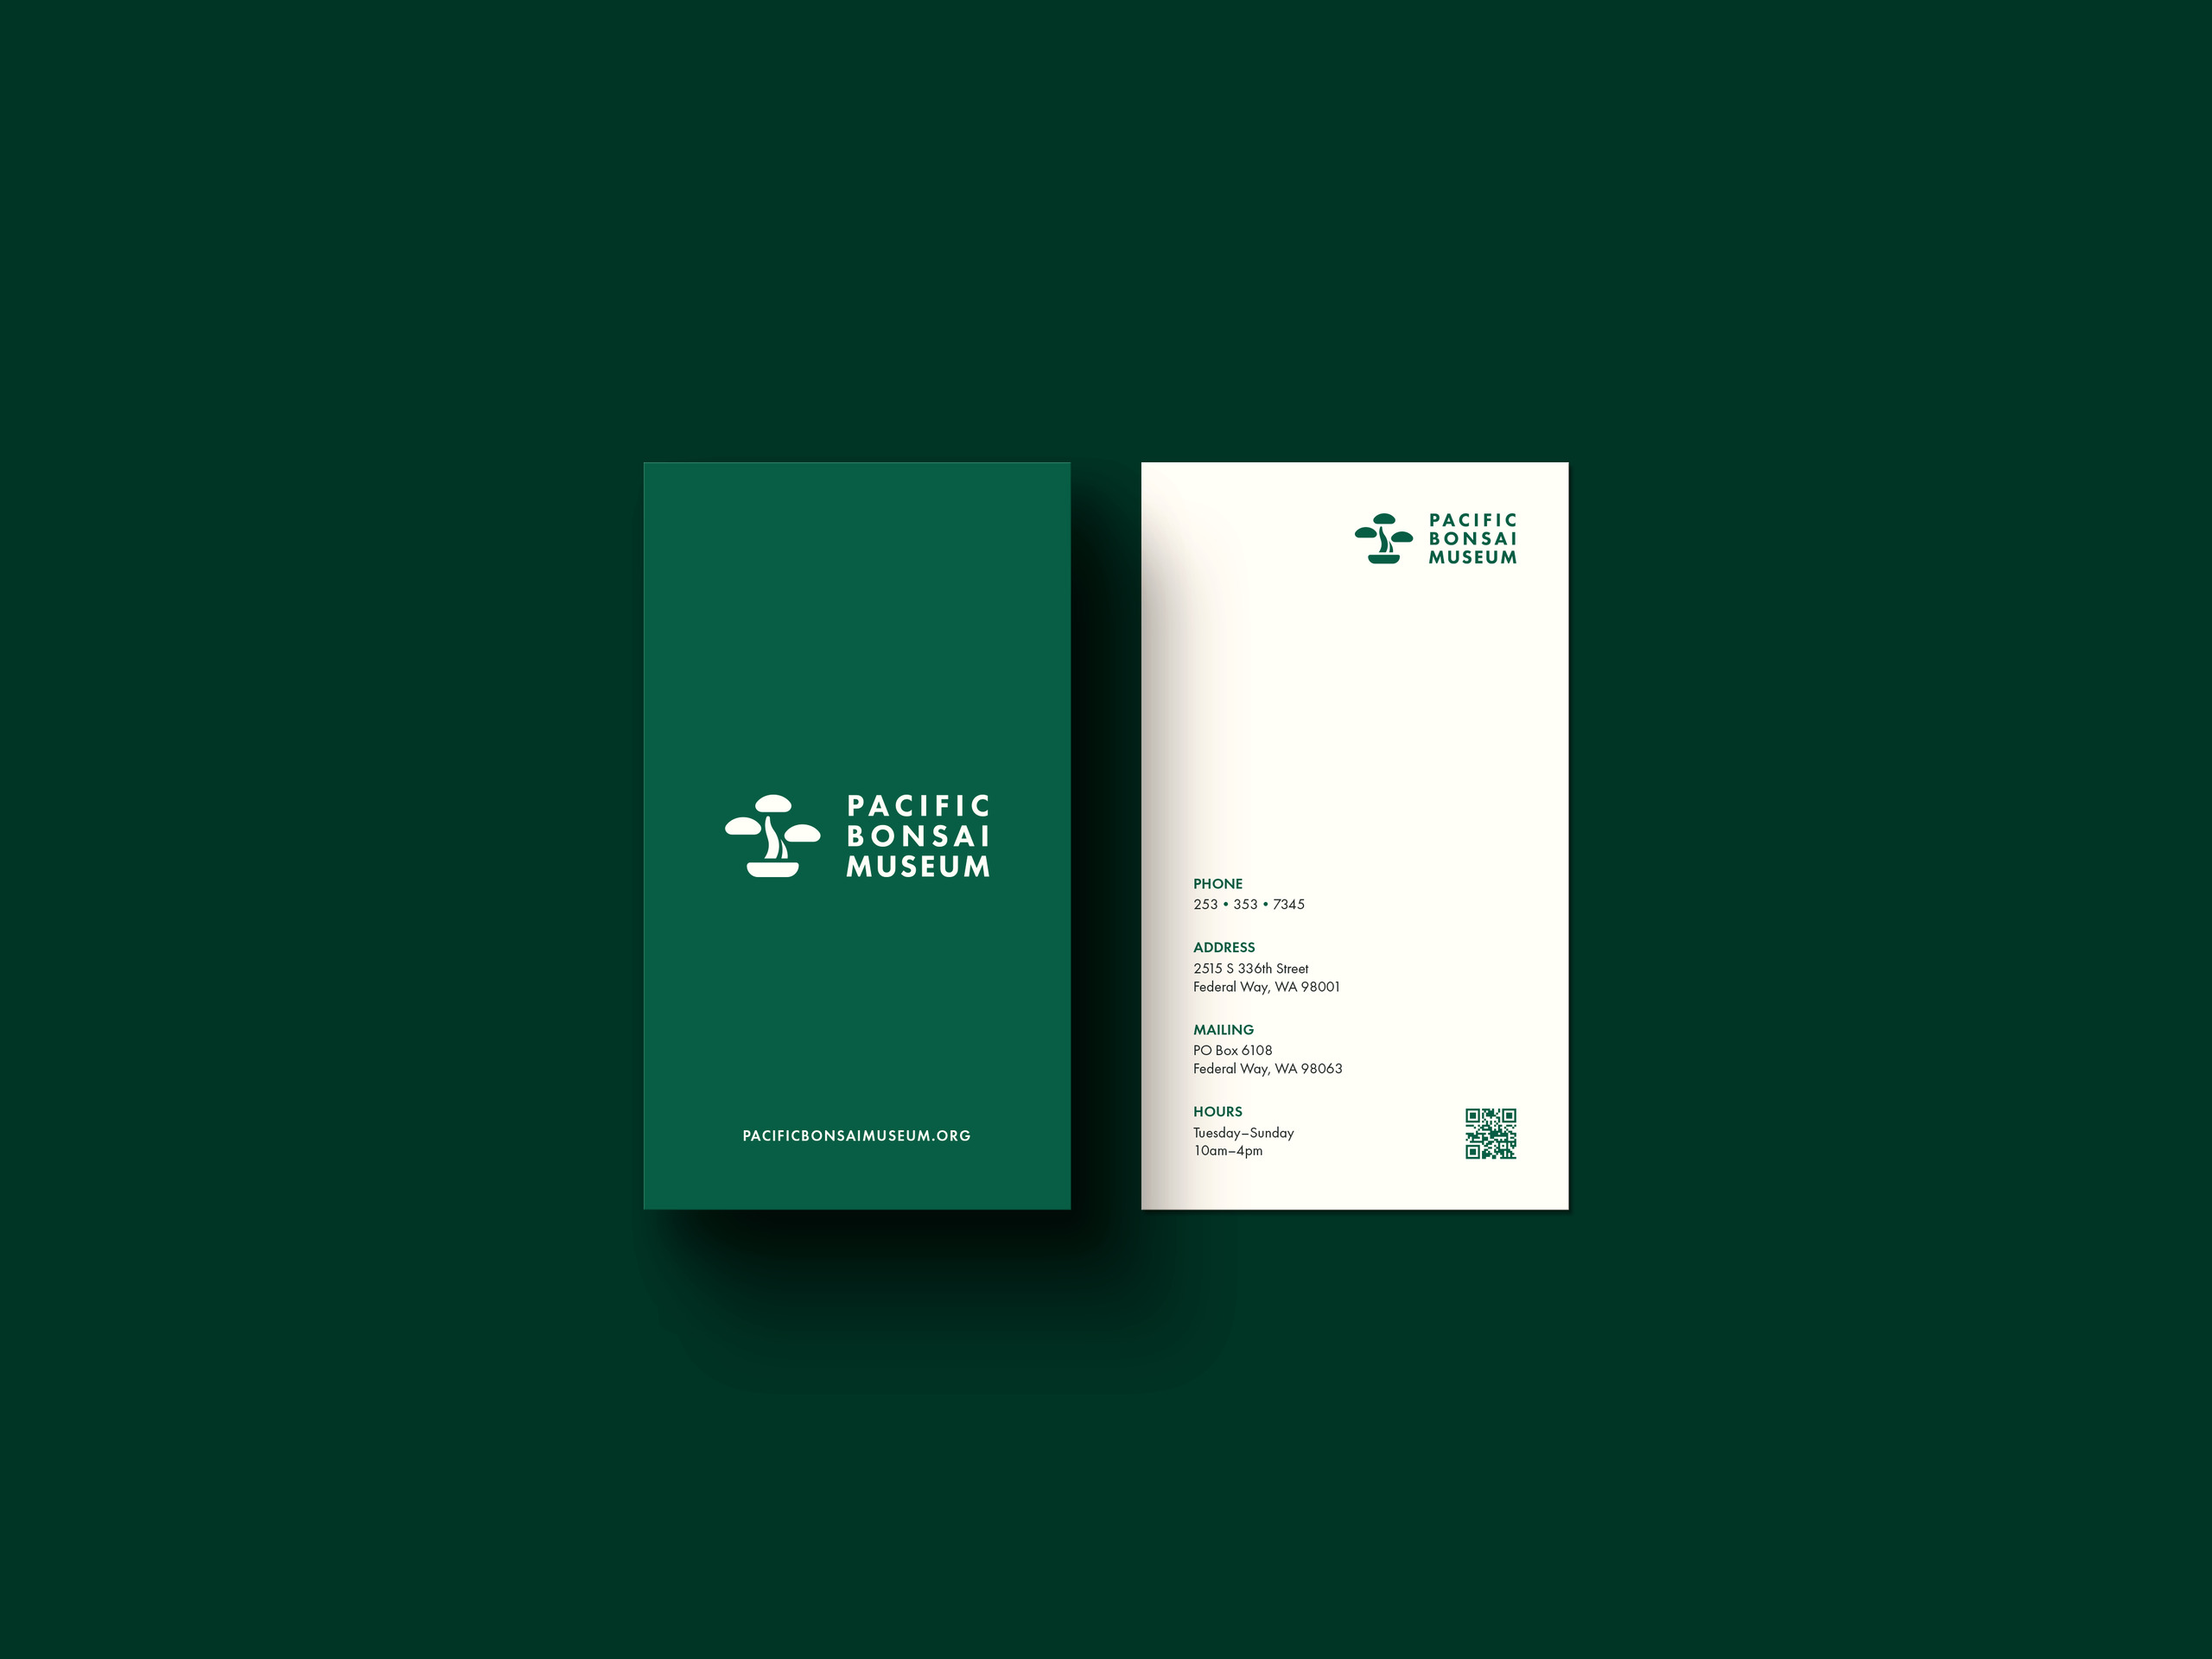 PACIFIC
BONSAI
MUSEUM
PACIFICBONSAIMUSEUM.ORG
PACIFIC
BONSAI
MUSEUM
PHONE
253 • 353 • 7345
ADDRESS
2515 S 336th Street
Federal Way, WA 98001
MAILING
PO Box 6108
Federal Way, WA 98063
HOURS
Tuesday–Sunday
10am–4pm